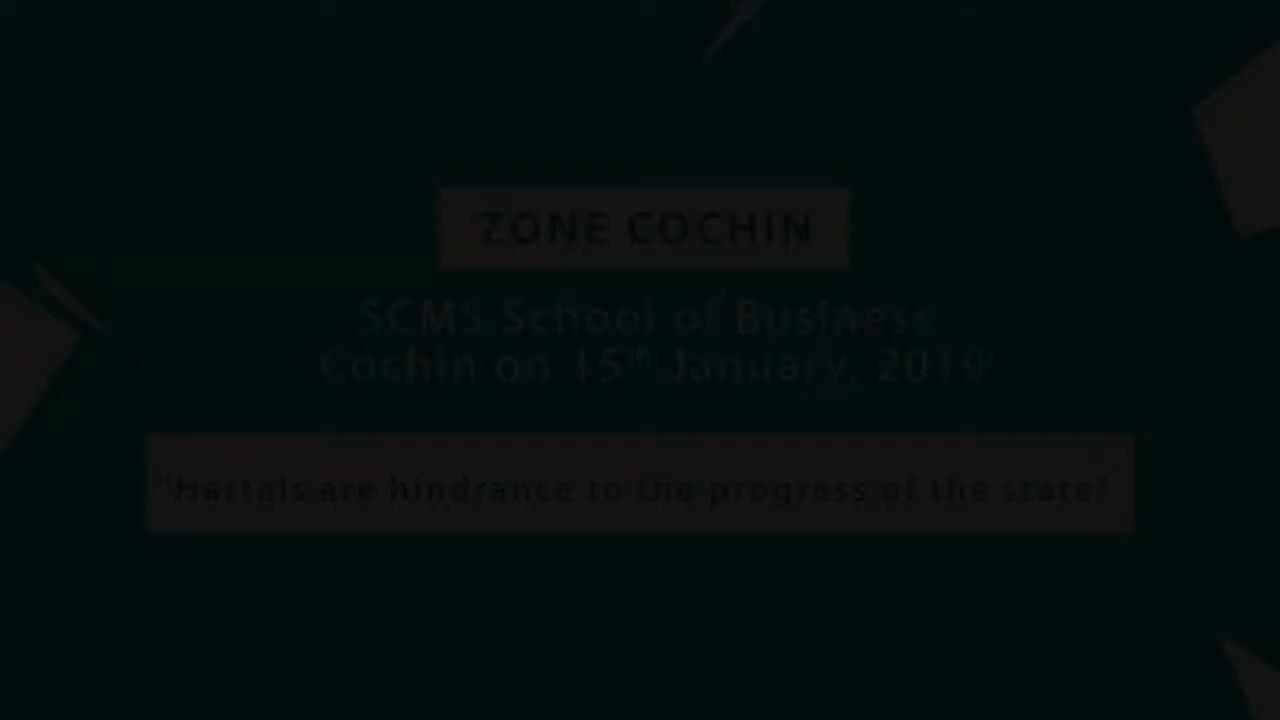 ZONE COCHIN
SCMS School of Business
Cochin on 15th January, 2019
"Hartals are hindrance to the progress of the state"